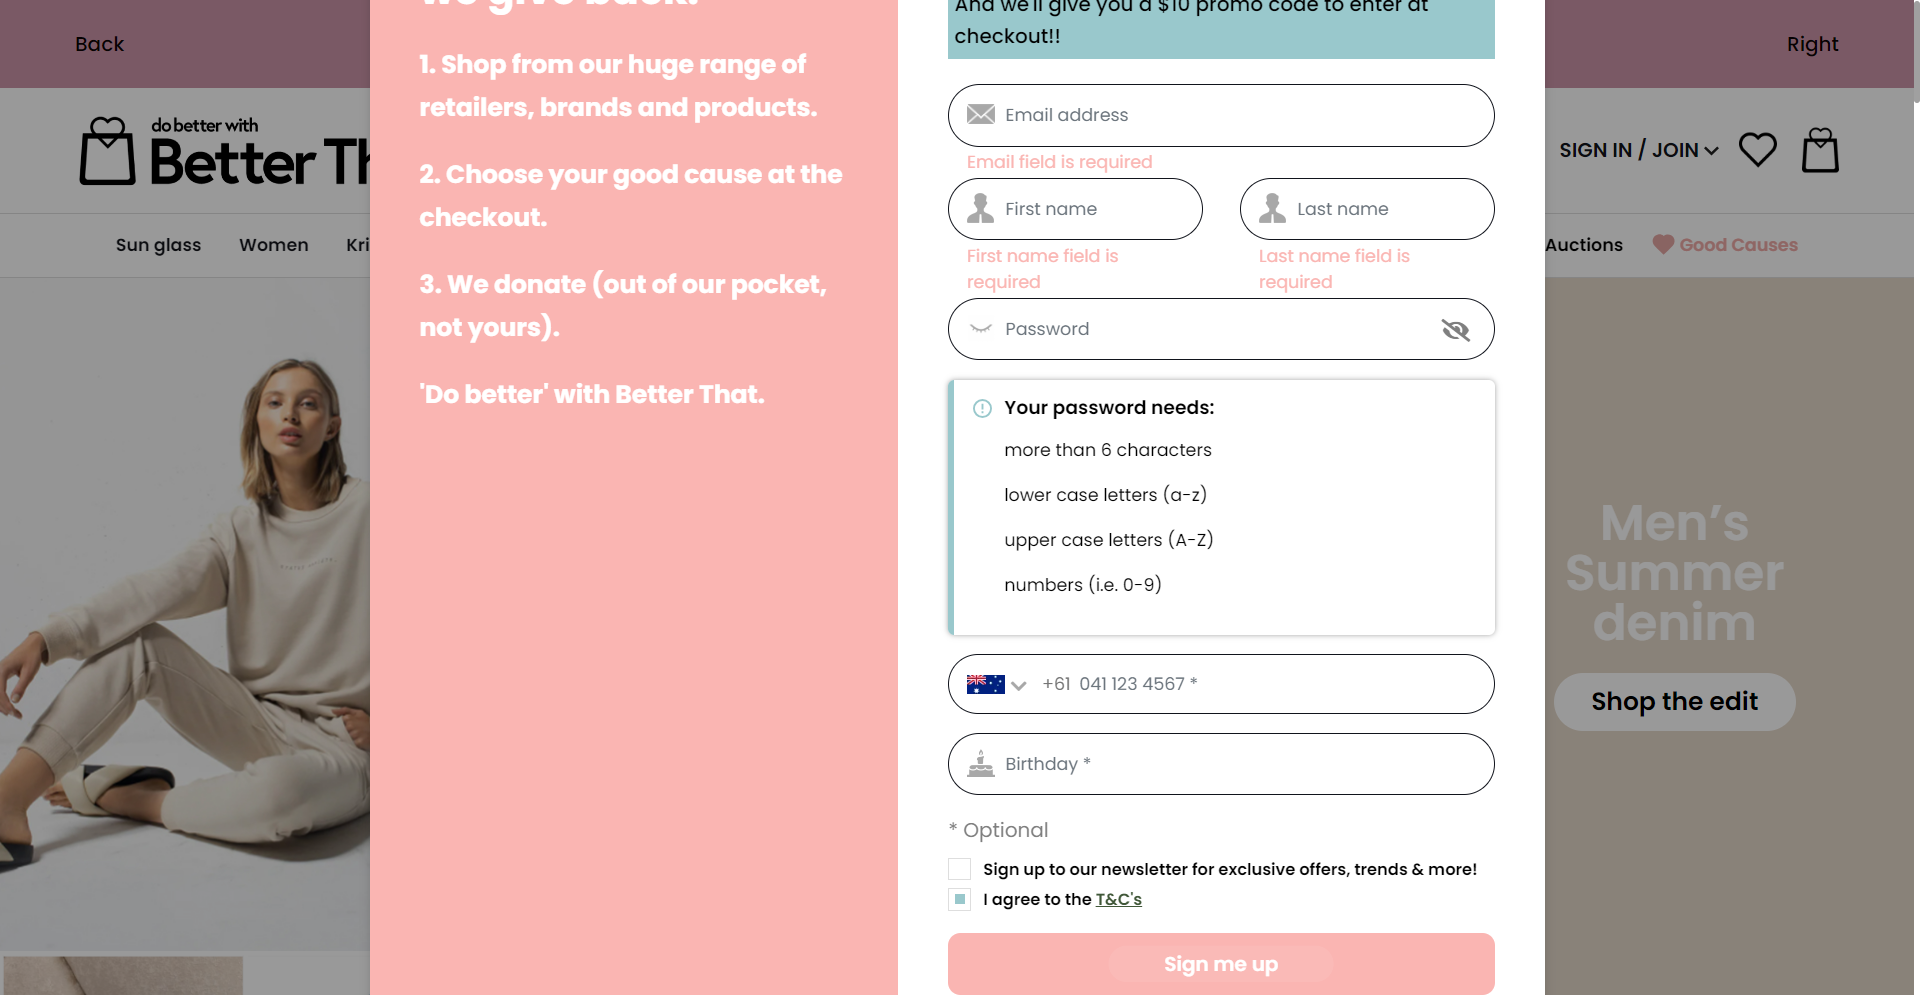 Back
Right
do better with
Better Th
SIGN IN / JOIN
Sun glass
Women
Kri
Auctions
Good Causes
we give back.
1. Shop from our huge range of
retailers, brands and products.
2. Choose your good cause at the
checkout.
3. We donate (out of our pocket,
not yours).
'Do better' with Better That.
And we'll give you a $10 promo code to enter at
checkout!!
Email address
Email field is required
First name
Last name
First name field is
required
Last name field is
required
Password
Your password needs:
more than 6 characters
lower case letters (a-z)
upper case letters (A-Z)
numbers (i.e. 0-9)
+61 041 123 4567 *
Birthday *
* Optional
Sign up to our newsletter for exclusive offers, trends & more!
I agree to the T&C's
Sign me up
Men's
Summer
denim
Shop the edit